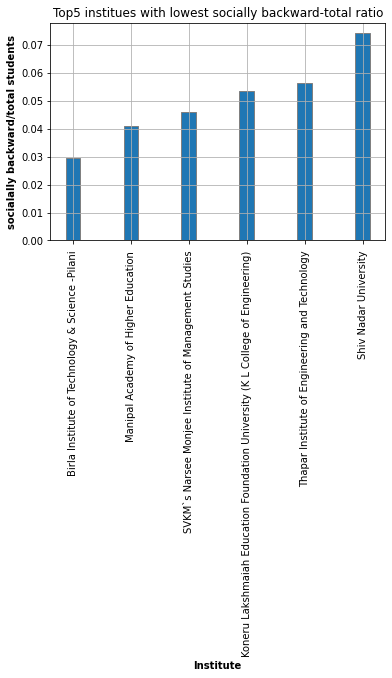 Top5 institues with lowest socially backward-total ratio
socialally backward/total students
0.07
0.06
0.05
0.04
0.03
0.02
0.01
0.00
Birla Institute of Technology & Science -Pilani
Manipal Academy of Higher Education
SVKM`s Narsee Monjee Institute of Management Studies
Koneru Lakshmaiah Education Foundation University (K L College of Engineering)
Thapar Institute of Engineering and Technology
Shiv Nadar University
Institute